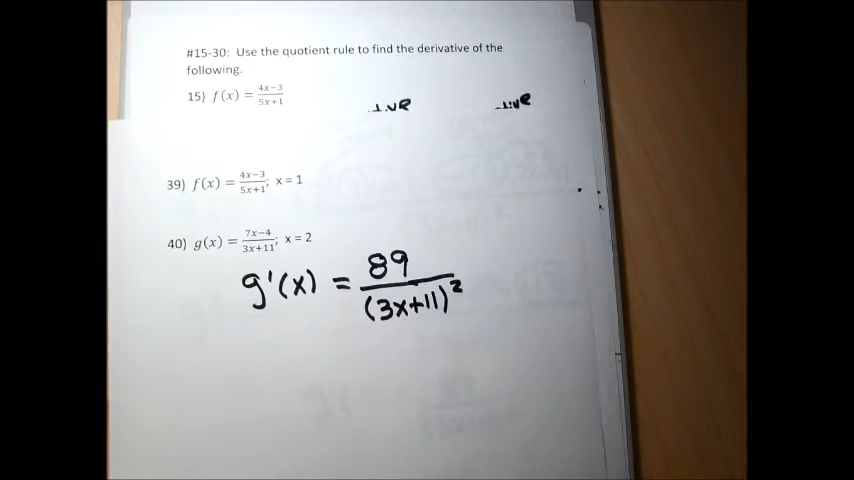 #15-30: Use the quotient rule to find the derivative of the
following.
15) f(x) = (4x−3)/(5x+1)
39) f(x) = (4x−3)/(5x+1); x = 1
40) g(x) = (7x−4)/(3x+11); x = 2
g'(x) = 89/(3x+11)²